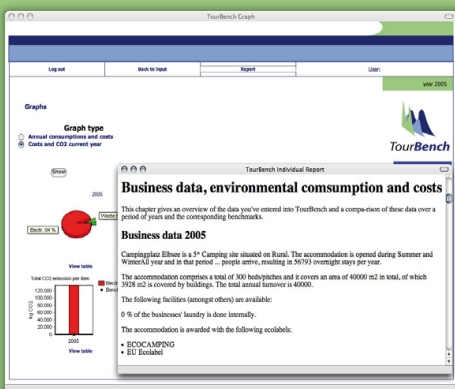 TourBench Graph
Log out
Back to input
Report
User:
year 2005
Graphs
Graph type
Annual consumptions and costs
Costs and CO2 current year
TourBench
Show
2005
Electr. 94 %
View table
Total CO2 emission per item
kg CO2
120.000
100.000
80.000
60.000
40.000
20.000
0
2005
View table
TourBench Individual Report
Business data, environmental comsumption and costs
This chapter gives an overview of the data you've entered into TourBench and a compa-rison of these data over a
period of years and the corresponding benchmarks.
Business data 2005
Campingplatz Elbsee is a 5* Camping site situated on Rural. The accommodation is opened during Summer and
WinterAll year and in that period ... people arrive, resulting in 56793 overnight stays per year.
The accommodation comprises a total of 300 beds/pitches and it covers an area of 40000 m2 in total, of which
3928 m2 is covered by buildings. The total annual turnover is 40000.
The following facilities (amongst others) are available:
0 % of the businesses' laundry is done internally.
The accommodation is awarded with the following ecolabels:
• ECOCAMPING
• EU Ecolabel